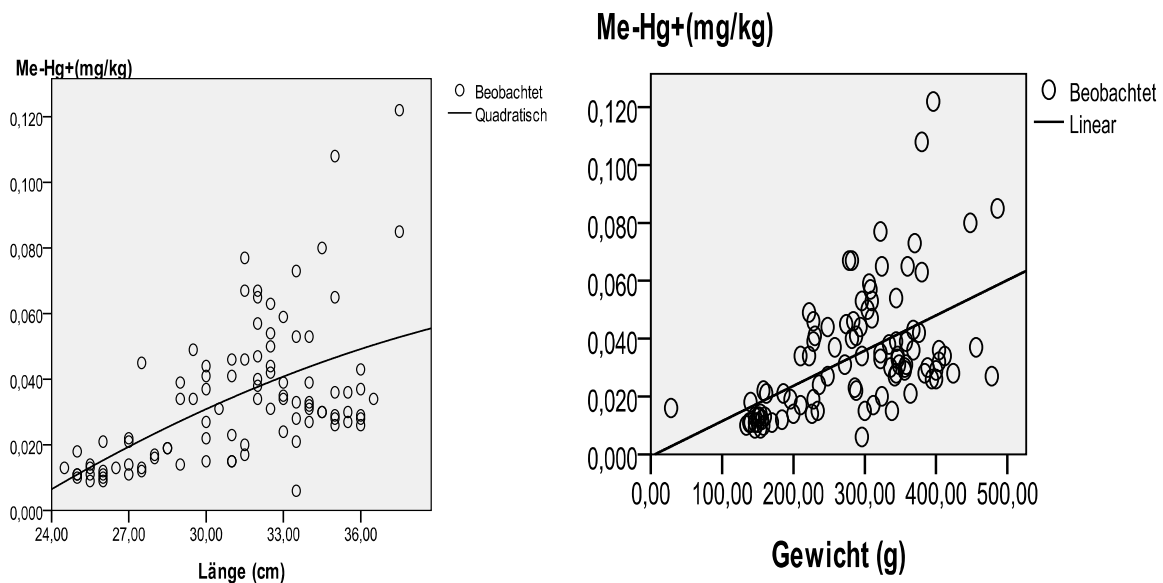 Me-Hg+(mg/kg)
0,120
0,100
0,080
0,060
0,040
0,020
0,000
24,00 27,00 30,00 33,00 36,00
Länge (cm)
Beobachtet
Quadratisch
Me-Hg+(mg/kg)
0,120
0,100
0,080
0,060
0,040
0,020
0,000
0,00 100,00 200,00 300,00 400,00 500,00
Gewicht (g)
Beobachtet
Linear